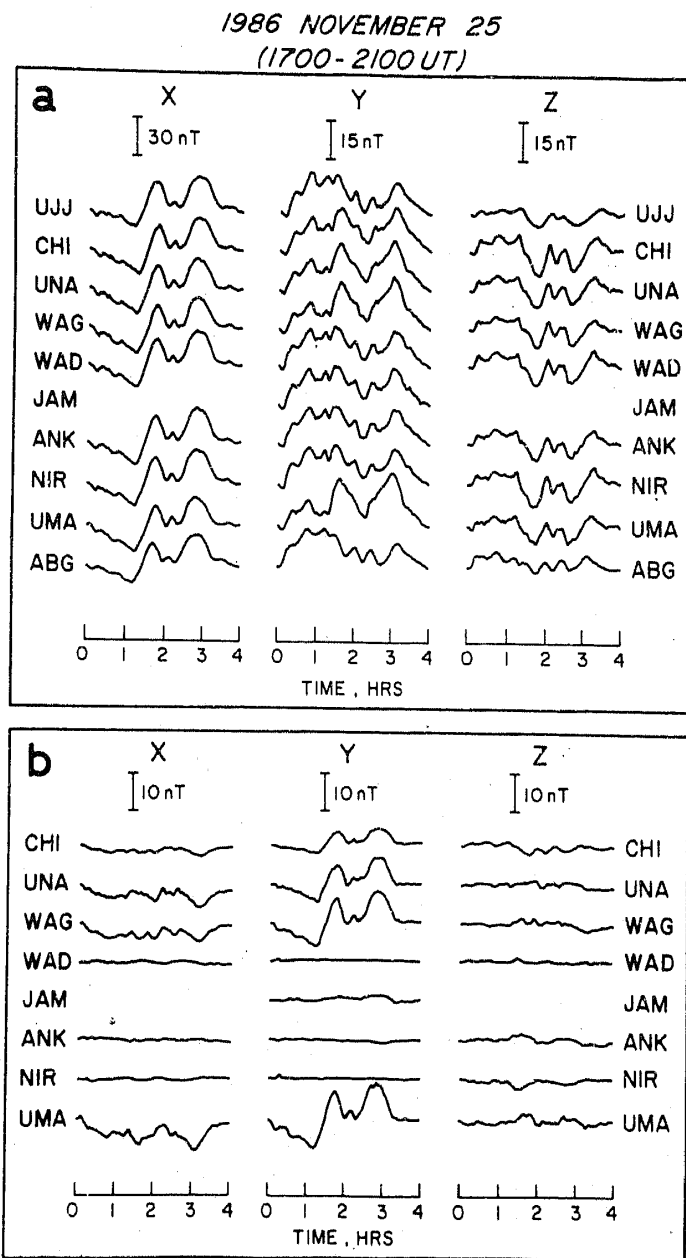 1986 NOVEMBER 25
(1700-2100 UT)
a
X Y Z
30 nT 15 nT 15 nT
UJJ UJJ
CHI CHI
UNA UNA
WAG WAG
WAD WAD
JAM JAM
ANK ANK
NIR NIR
UMA UMA
ABG ABG
0 1 2 3 4 0 1 2 3 4 0 1 2 3 4
TIME, HRS
b
X Y Z
10 nT 10 nT 10 nT
CHI CHI
UNA UNA
WAG WAG
WAD WAD
JAM JAM
ANK ANK
NIR NIR
UMA UMA
0 1 2 3 4 0 1 2 3 4 0 1 2 3 4
TIME, HRS